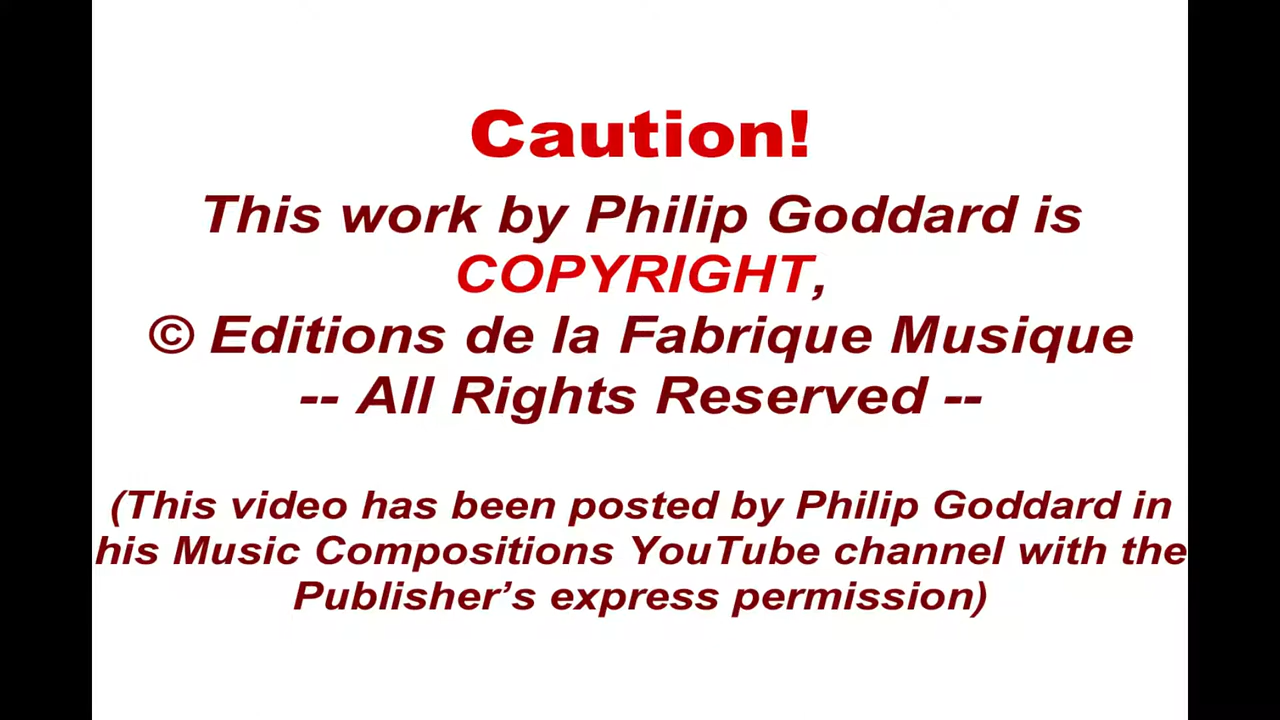 Caution!
This work by Philip Goddard is
COPYRIGHT,
© Editions de la Fabrique Musique
-- All Rights Reserved --
(This video has been posted by Philip Goddard in
his Music Compositions YouTube channel with the
Publisher’s express permission)